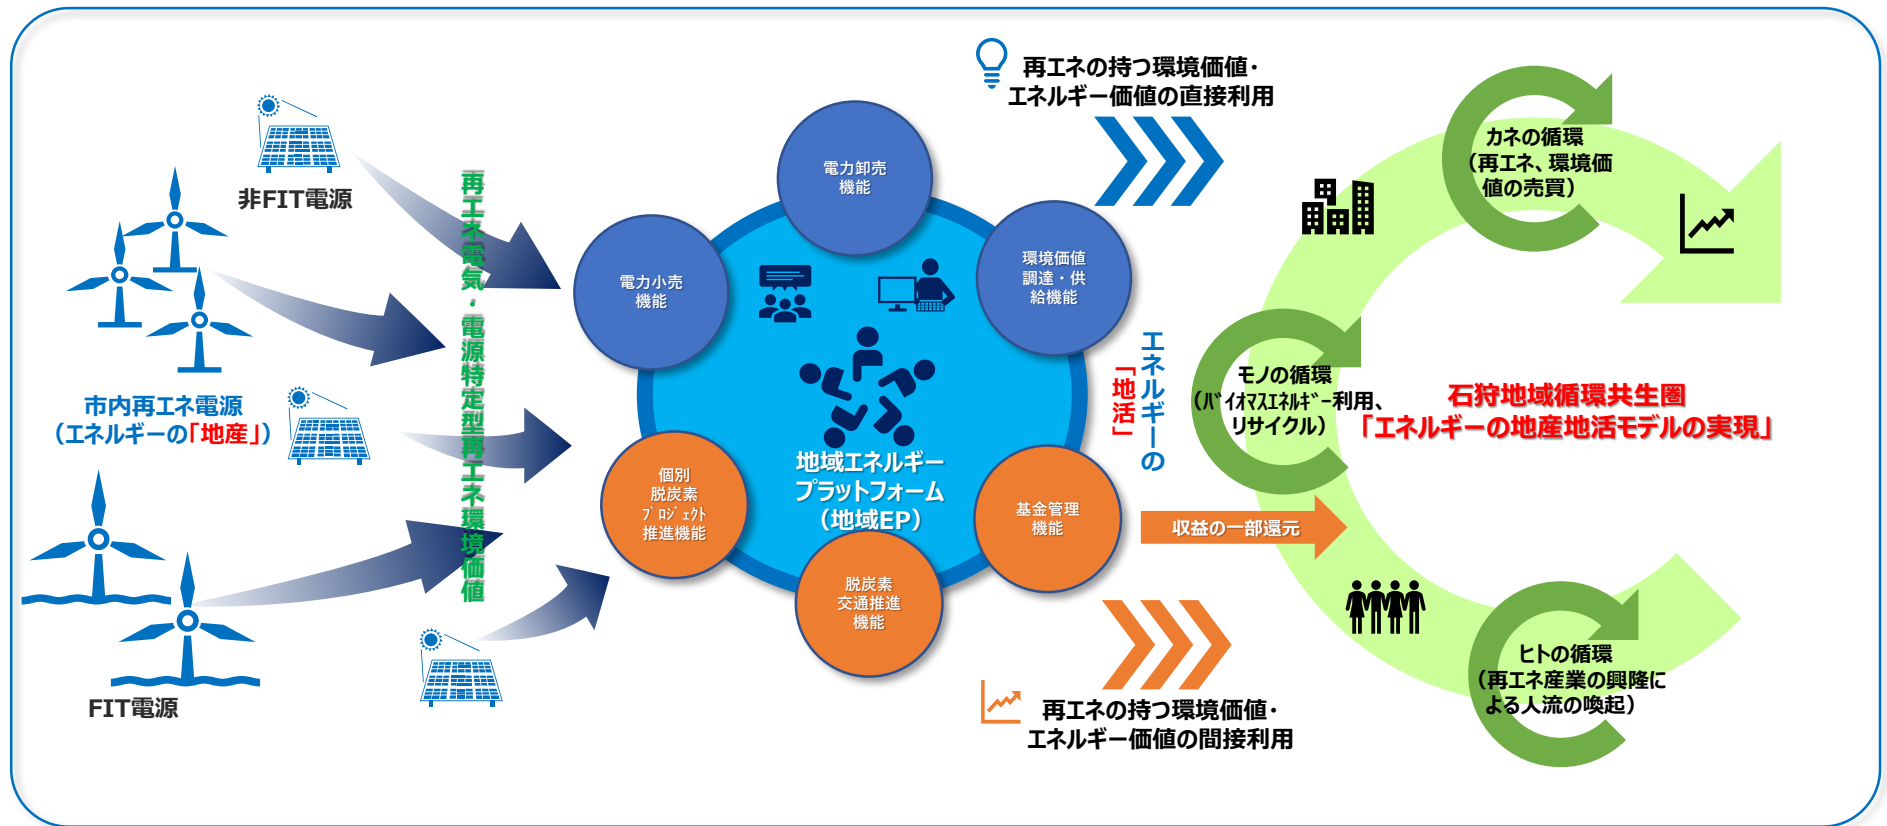 非FIT電源
市内再エネ電源
（エネルギーの「地産」）
FIT電源
再エネ電気・電源特定型再エネ環境価値
電力卸売
機能
電力小売
機能
環境価値
調達・供
給機能
個別
脱炭素
ﾌﾟﾛｼﾞｪｸﾄ
推進機能
脱炭素
交通推進
機能
基金管理
機能
地域エネルギー
プラットフォーム
（地域EP）
再エネの持つ環境価値・
エネルギー価値の直接利用
エネルギーの
「地活」
収益の一部還元
再エネの持つ環境価値・
エネルギー価値の間接利用
カネの循環
（再エネ、環境価
値の売買）
モノの循環
（ﾊﾞｲｵﾏｽｴﾈﾙｷﾞｰ利用、
リサイクル）
石狩地域循環共生圏
「エネルギーの地産地活モデルの実現」
ヒトの循環
（再エネ産業の興隆に
よる人流の喚起）